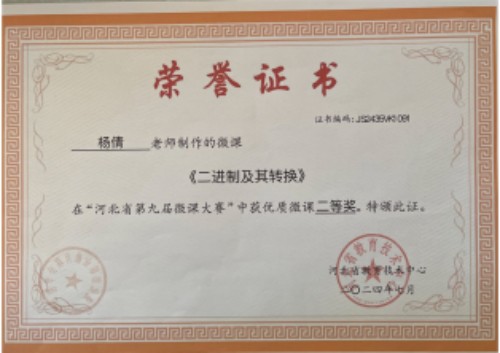 荣誉证书
证书编码:JS2435VK1091
杨倩 老师制作的微课
《二进制及其转换》
在“河北省第九届微课大赛”中获优质微课二等奖。特颁此证。
河北省教育技术中心
二〇二四年七月